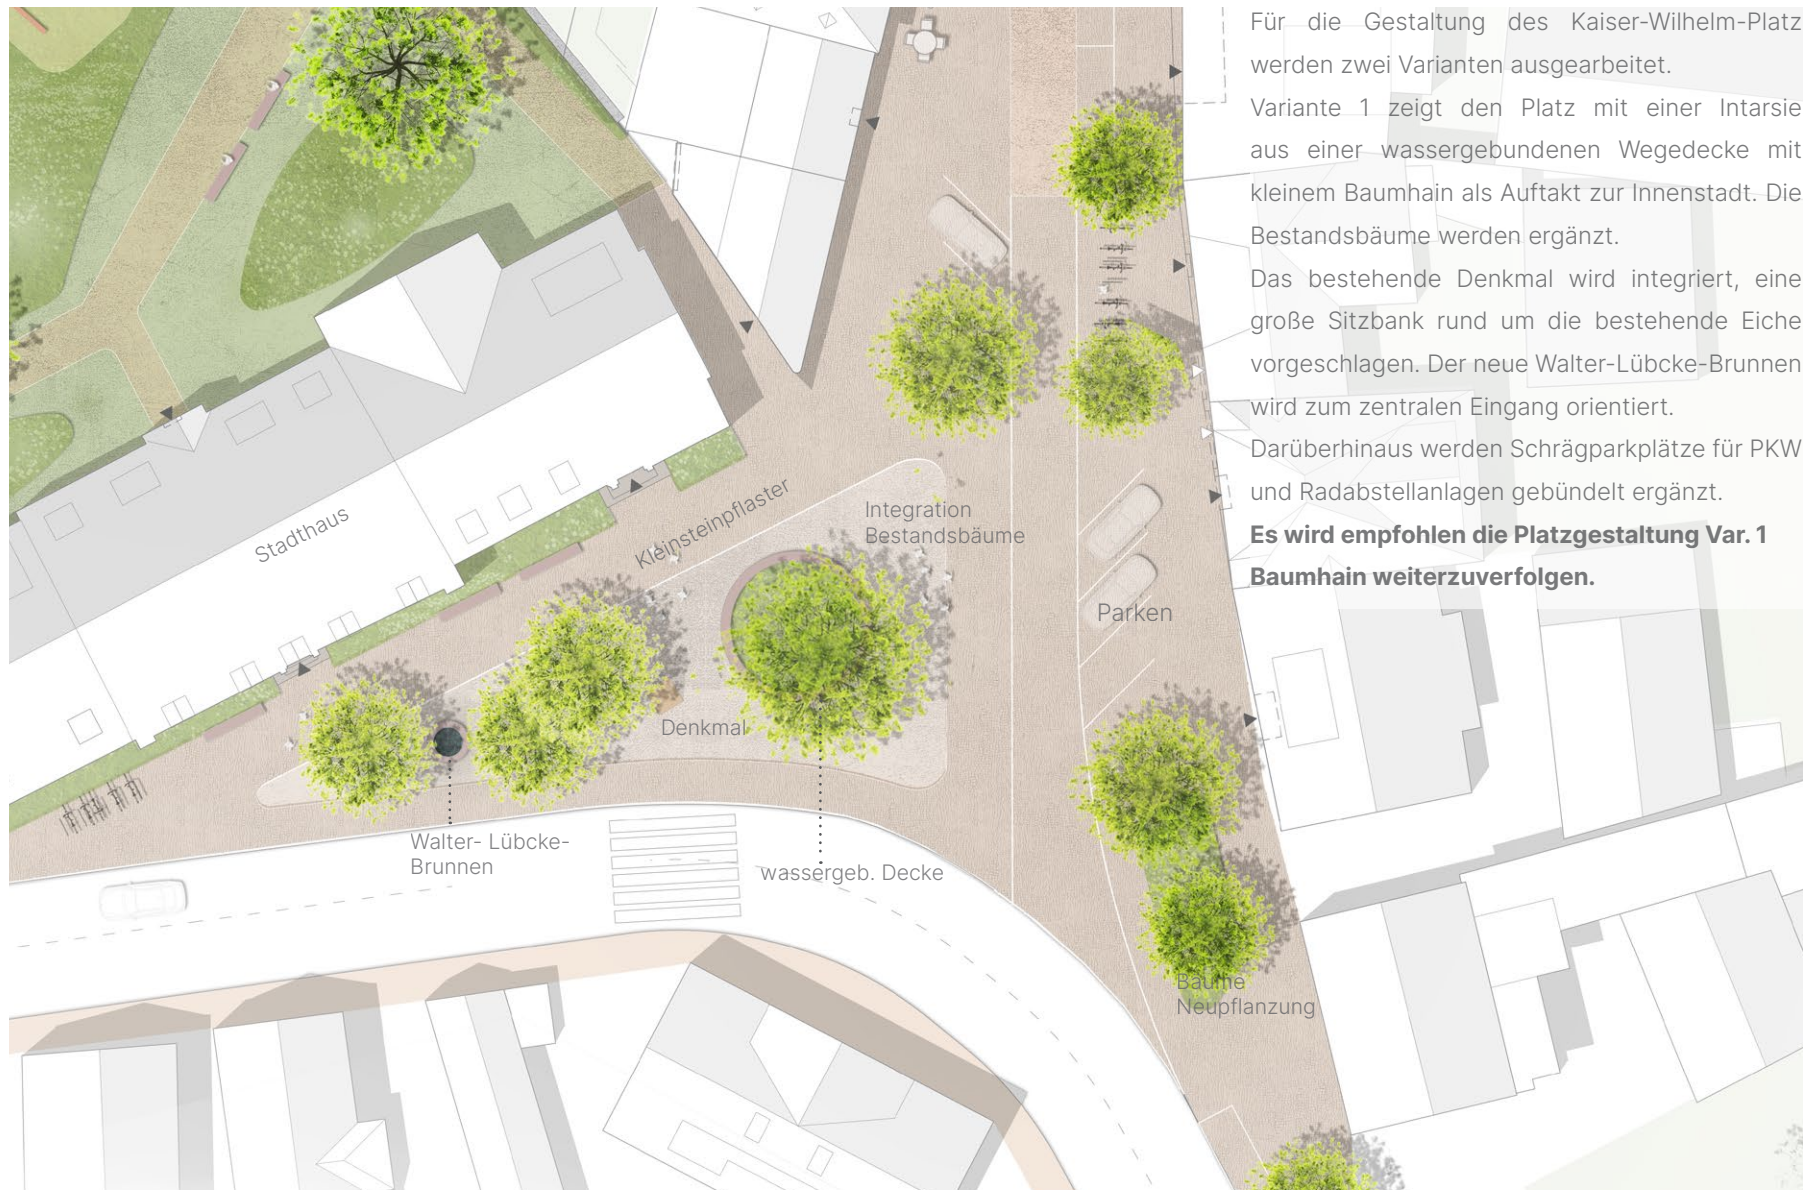 Für die Gestaltung des Kaiser-Wilhelm-Platz
werden zwei Varianten ausgearbeitet.
Variante 1 zeigt den Platz mit einer Intarsie
aus einer wassergebundenen Wegedecke mit
kleinem Baumhain als Auftakt zur Innenstadt. Die
Bestandsbäume werden ergänzt.
Das bestehende Denkmal wird integriert, eine
große Sitzbank rund um die bestehende Eiche
vorgeschlagen. Der neue Walter-Lübcke-Brunnen
wird zum zentralen Eingang orientiert.
Darüberhinaus werden Schrägparkplätze für PKW
und Radabstellanlagen gebündelt ergänzt.
Es wird empfohlen die Platzgestaltung Var. 1
Baumhain weiterzuverfolgen.
Stadthaus
Kleinsteinpflaster
Integration
Bestandsbäume
Parken
Denkmal
Walter- Lübcke-
Brunnen
wassergeb. Decke
Bäume
Neupflanzung